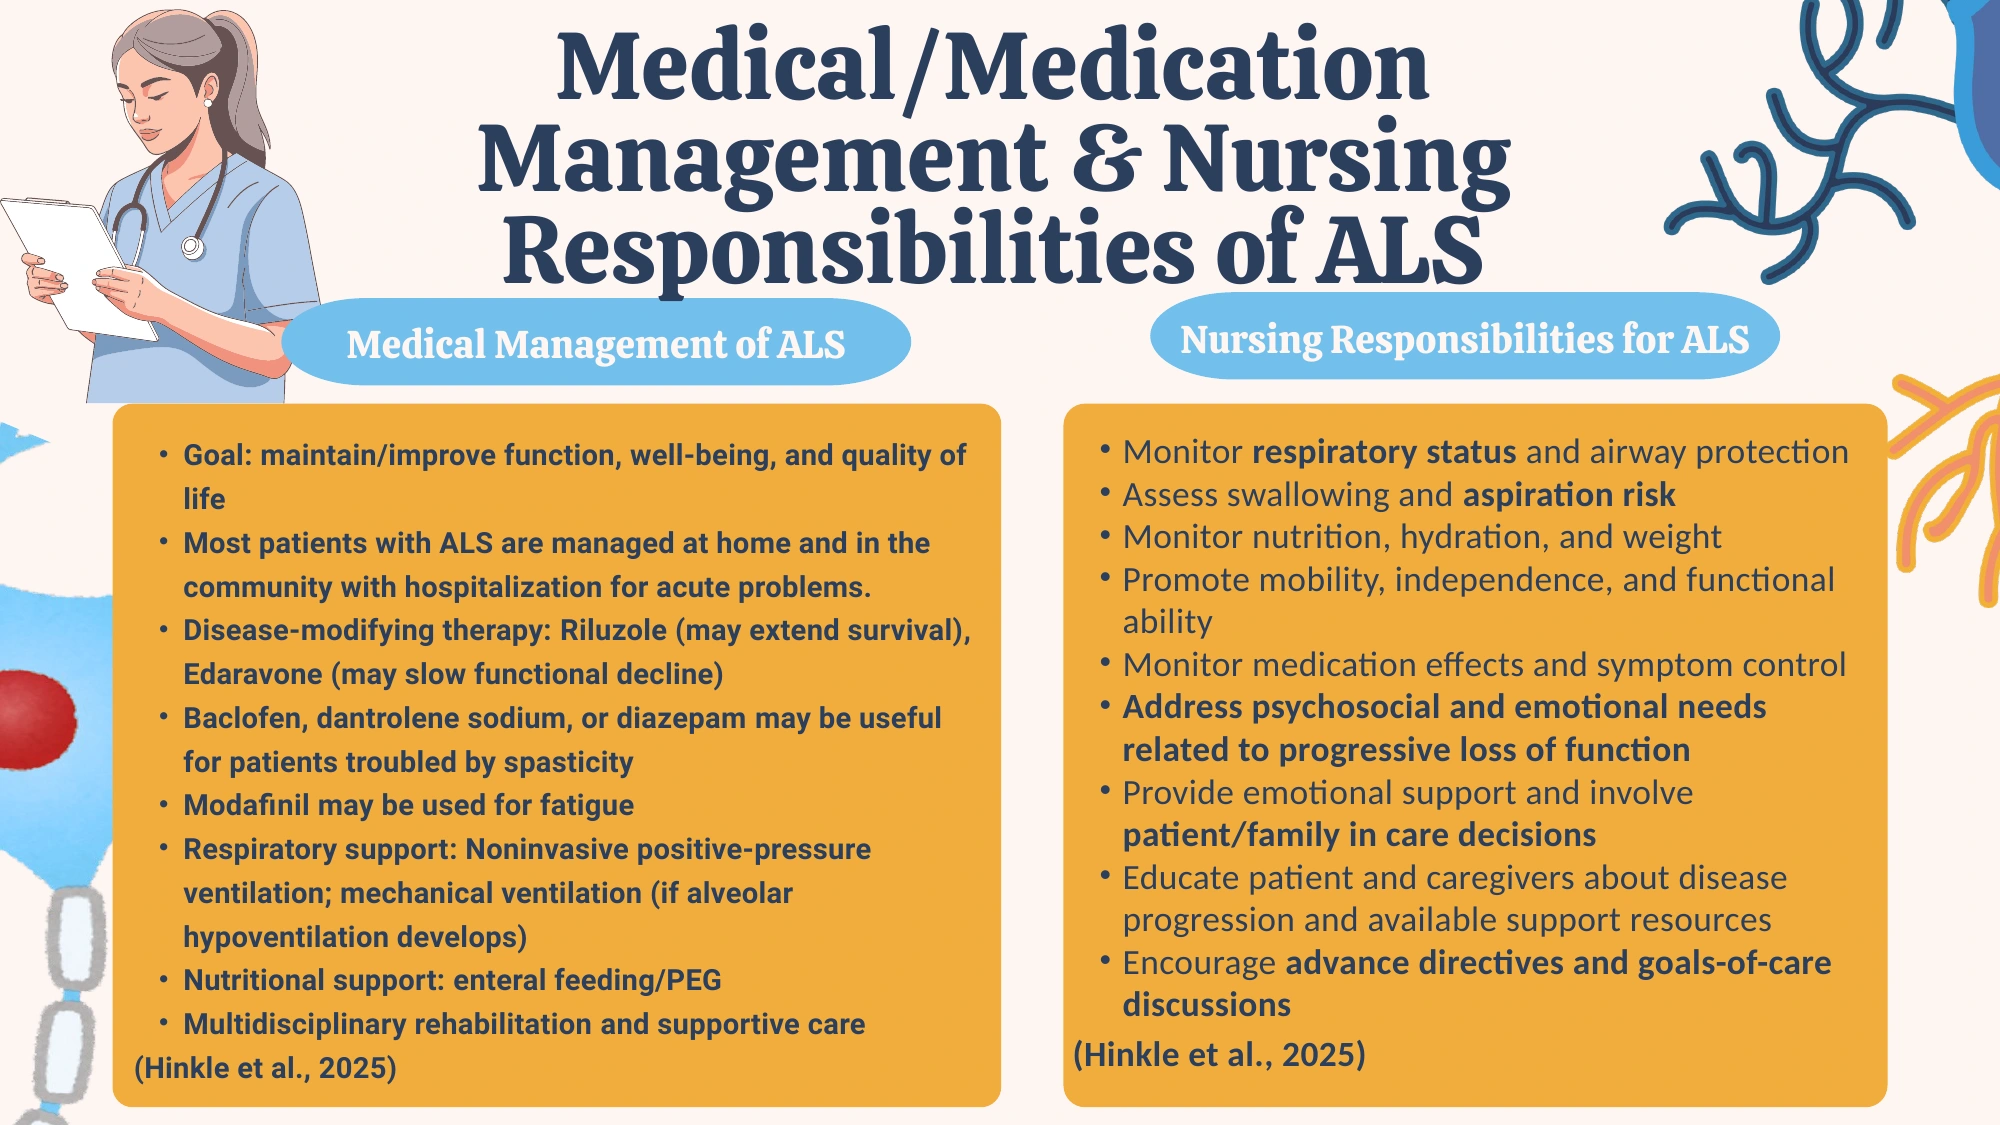 Medical/Medication
Management & Nursing
Responsibilities of ALS
Medical Management of ALS
• Goal: maintain/improve function, well-being, and quality of
life
• Most patients with ALS are managed at home and in the
community with hospitalization for acute problems.
• Disease-modifying therapy: Riluzole (may extend survival),
Edaravone (may slow functional decline)
• Baclofen, dantrolene sodium, or diazepam may be useful
for patients troubled by spasticity
• Modafinil may be used for fatigue
• Respiratory support: Noninvasive positive-pressure
ventilation; mechanical ventilation (if alveolar
hypoventilation develops)
• Nutritional support: enteral feeding/PEG
• Multidisciplinary rehabilitation and supportive care
(Hinkle et al., 2025)
Nursing Responsibilities for ALS
• Monitor respiratory status and airway protection
• Assess swallowing and aspiration risk
• Monitor nutrition, hydration, and weight
• Promote mobility, independence, and functional
ability
• Monitor medication effects and symptom control
• Address psychosocial and emotional needs
related to progressive loss of function
• Provide emotional support and involve
patient/family in care decisions
• Educate patient and caregivers about disease
progression and available support resources
• Encourage advance directives and goals-of-care
discussions
(Hinkle et al., 2025)